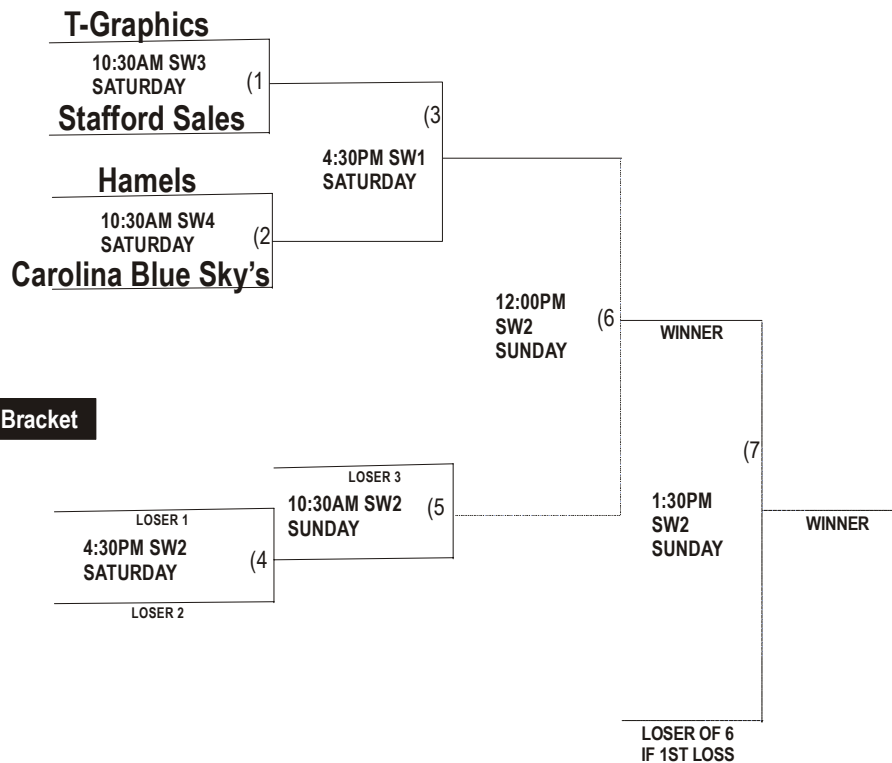 T-Graphics
10:30AM SW3
SATURDAY
(1
Stafford Sales
(3
4:30PM SW1
SATURDAY
Hamels
10:30AM SW4
SATURDAY
(2
Carolina Blue Sky's
12:00PM
SW2
SUNDAY
(6
WINNER
Bracket
(7
LOSER 3
10:30AM SW2
SUNDAY
(5
LOSER 1
4:30PM SW2
SATURDAY
(4
LOSER 2
1:30PM
SW2
SUNDAY
WINNER
LOSER OF 6
IF 1ST LOSS